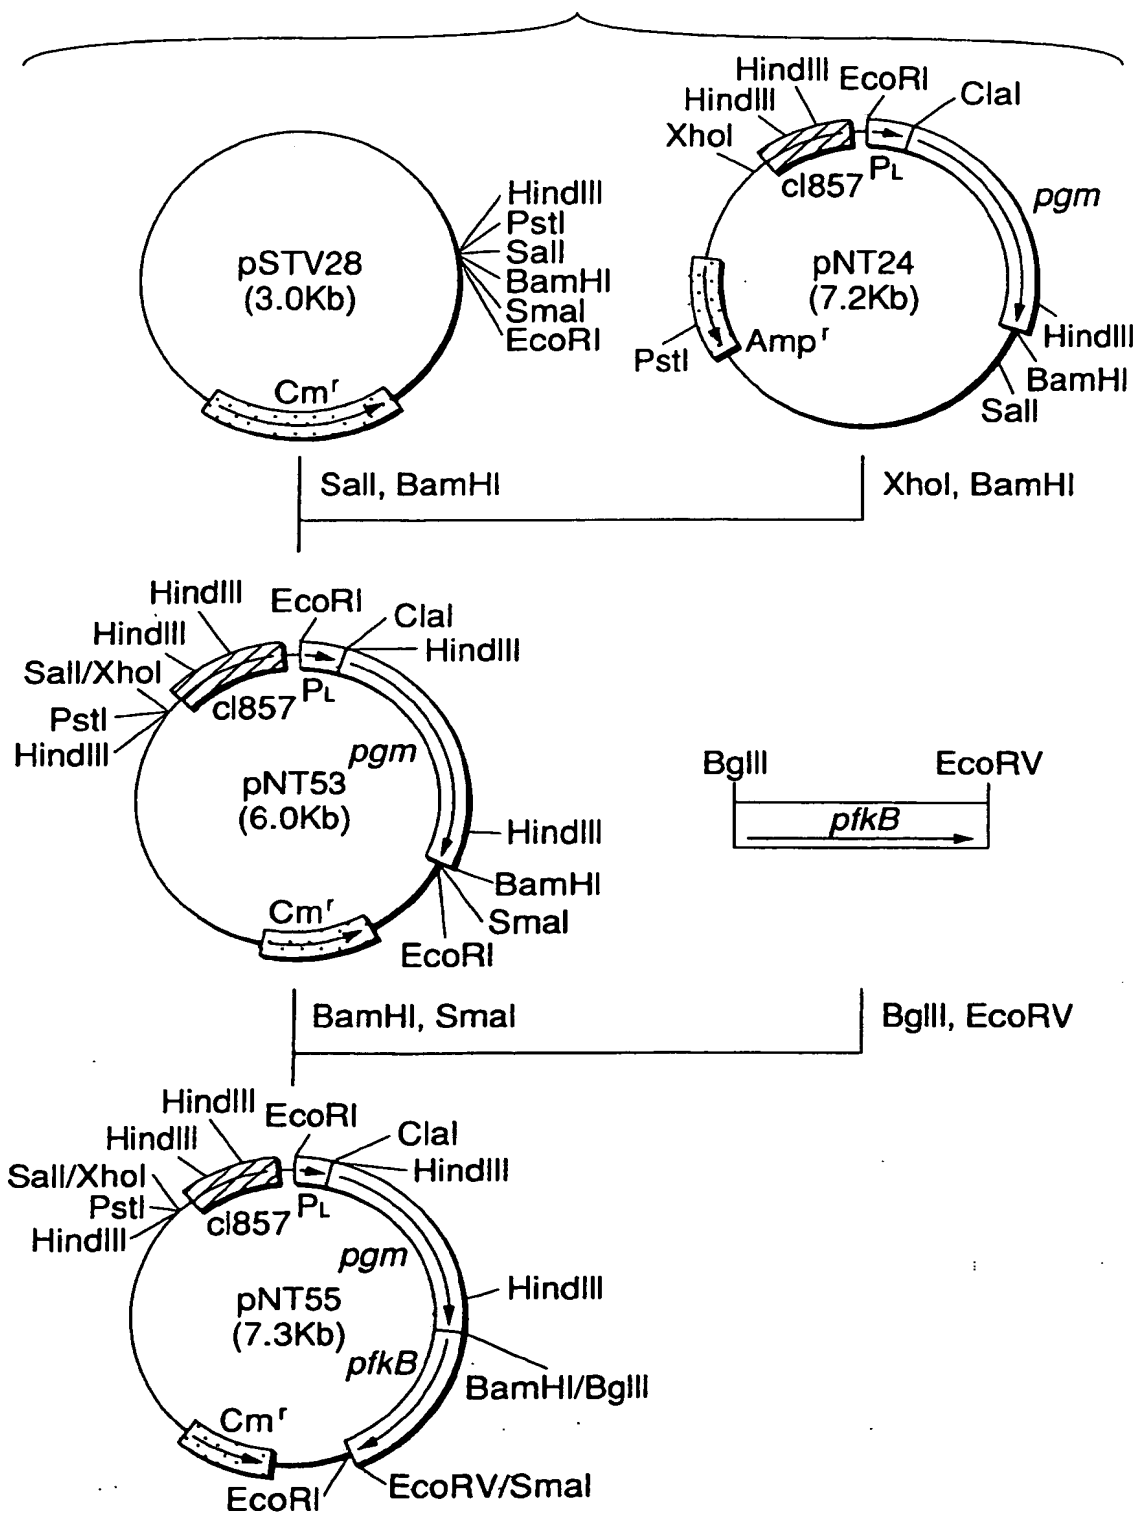 HindIII
PstI
SalI
BamHI
SmaI
EcoRI
pSTV28
(3.0Kb)
Cmr
HindIII
EcoRI
HindIII
ClaI
XhoI
cI857
PL
pgm
pNT24
(7.2Kb)
PstI
Ampr
HindIII
BamHI
SalI
SalI, BamHI
XhoI, BamHI
HindIII
EcoRI
ClaI
HindIII
HindIII
SalI/XhoI
cI857
PL
PstI
HindIII
pgm
pNT53
(6.0Kb)
HindIII
BamHI
SmaI
Cmr
EcoRI
BglII
EcoRV
pfkB
BamHI, SmaI
BglII, EcoRV
HindIII
EcoRI
ClaI
HindIII
HindIII
SalI/XhoI
PstI
cI857
PL
HindIII
pgm
pNT55
(7.3Kb)
HindIII
pfkB
BamHI/BglII
Cmr
EcoRV/SmaI
EcoRI